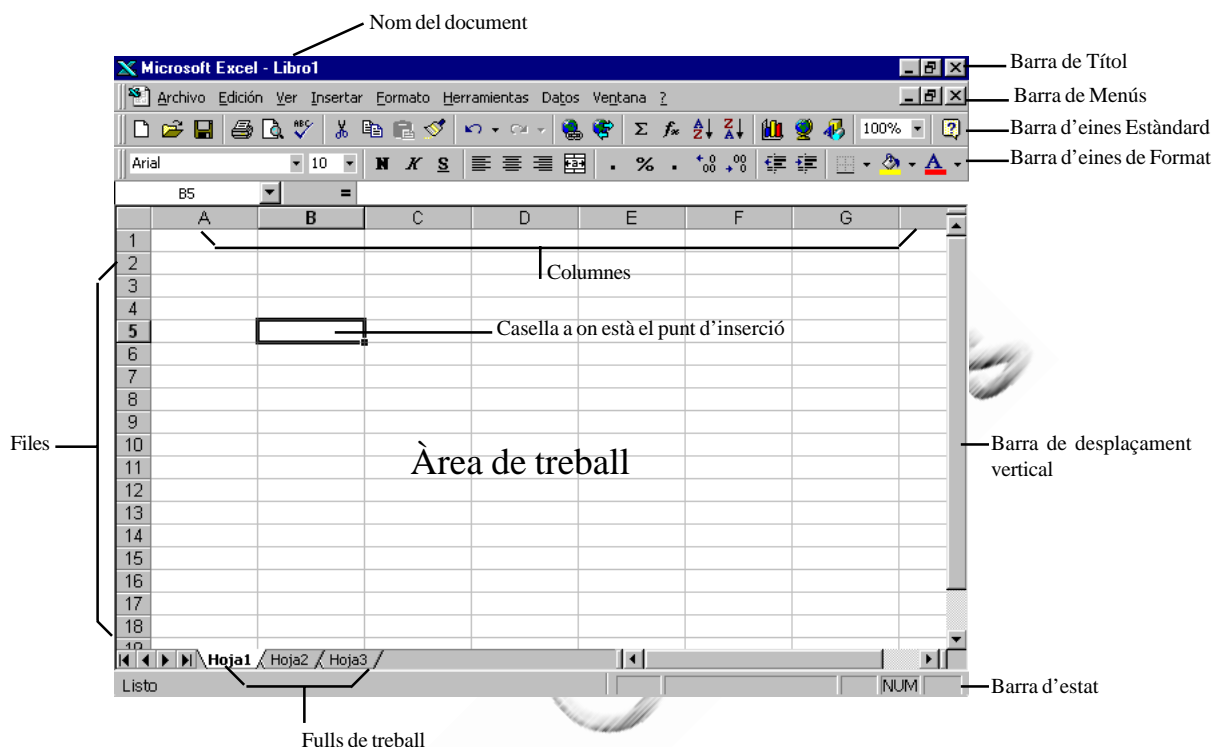 Nom del document
Microsoft Excel - Libro1
Barra de Títol
Archivo Edición Ver Insertar Formato Herramientas Datos Ventana ?
Barra de Menús
100%
Barra d'eines Estàndard
Arial 10 N K S
Barra d'eines de Format
B5 =
A B C D E F G
1
2
Columnes
3
4
5
Casella a on està el punt d'inserció
6
7
8
9
Files
10
Àrea de treball
Barra de desplaçament
vertical
11
12
13
14
15
16
17
18
19
Hoja1 Hoja2 Hoja3
Listo NUM
Barra d'estat
Fulls de treball